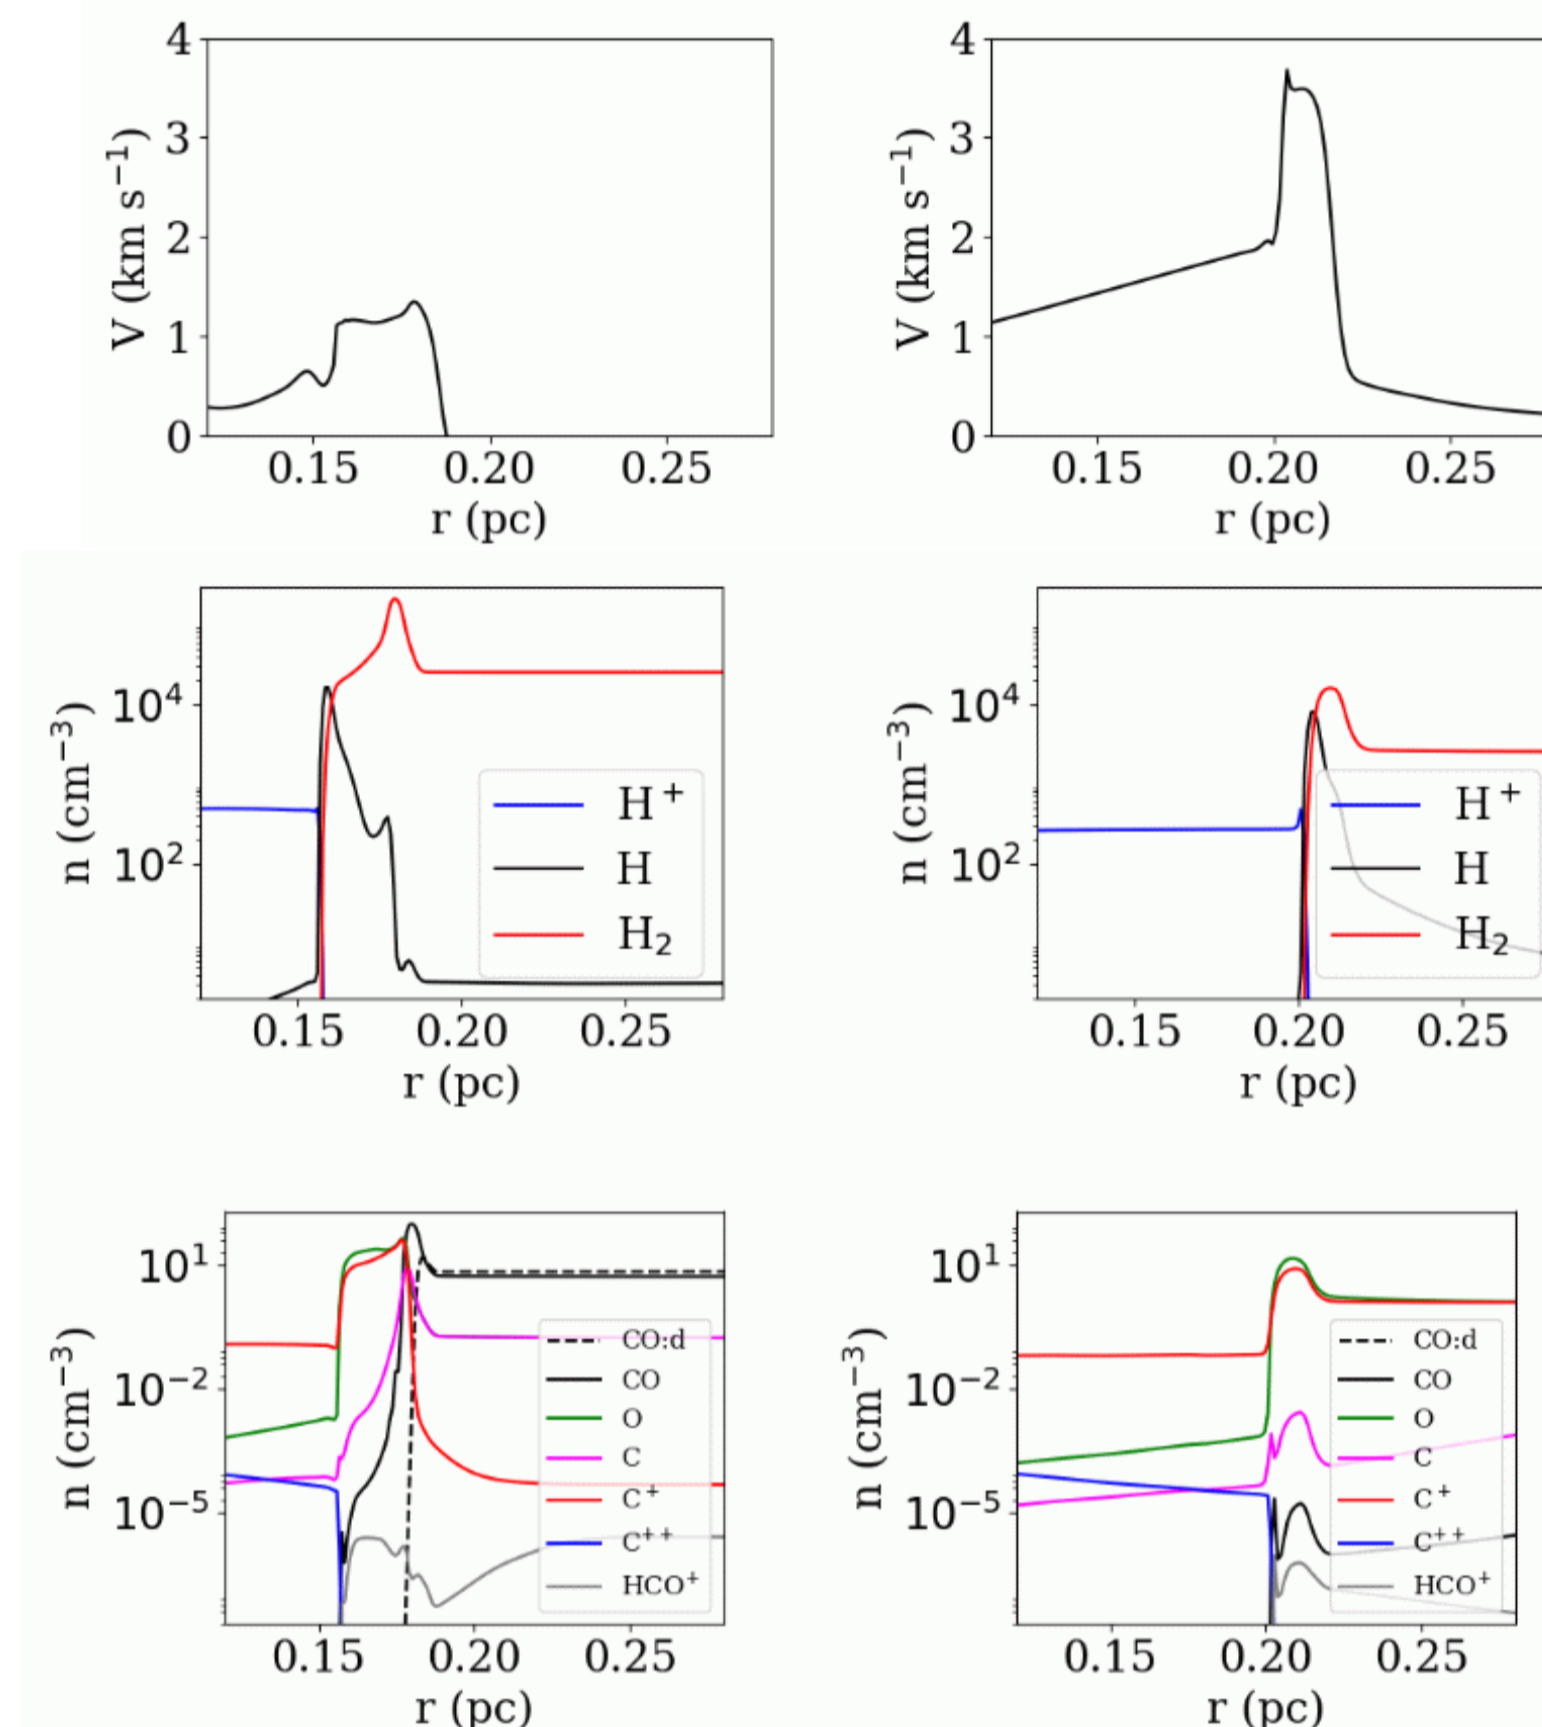 4
3
2
1
0
V (km s⁻¹)
0.15 0.20 0.25
r (pc)
4
3
2
1
0
V (km s⁻¹)
0.15 0.20 0.25
r (pc)
10⁴
10²
n (cm⁻³)
H⁺
H
H₂
0.15 0.20 0.25
r (pc)
10⁴
10²
n (cm⁻³)
H⁺
H
H₂
0.15 0.20 0.25
r (pc)
10¹
10⁻²
10⁻⁵
n (cm⁻³)
CO:d
CO
O
C
C⁺
C⁺⁺
HCO⁺
0.15 0.20 0.25
r (pc)
10¹
10⁻²
10⁻⁵
n (cm⁻³)
CO:d
CO
O
C
C⁺
C⁺⁺
HCO⁺
0.15 0.20 0.25
r (pc)